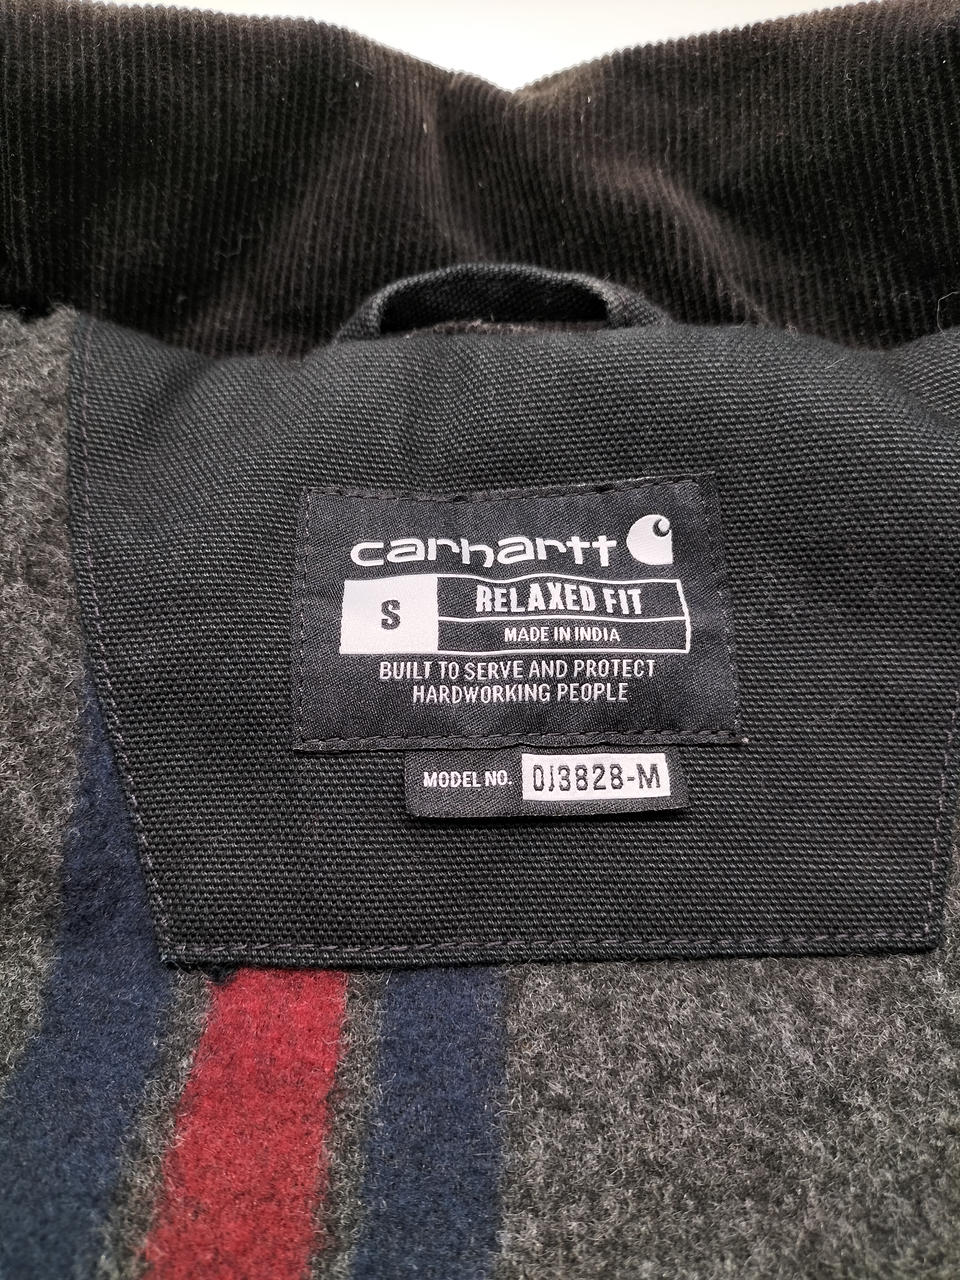 carhartt
S
RELAXED FIT
MADE IN INDIA
BUILT TO SERVE AND PROTECT
HARDWORKING PEOPLE
MODEL NO. OJ3828-M